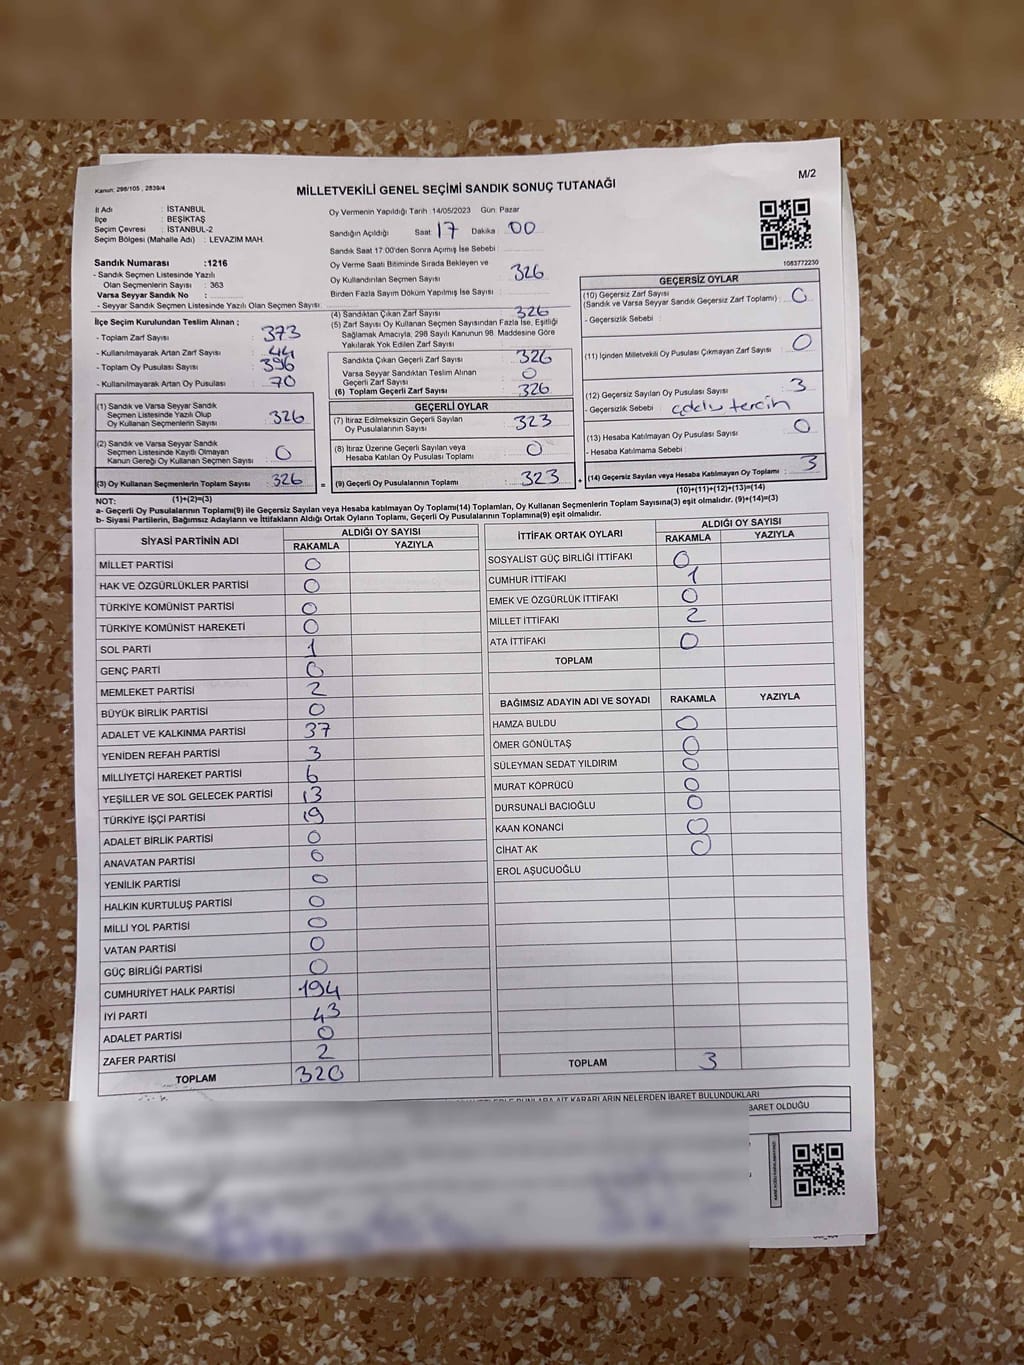 Kanun: 298/105 , 2839/4
MİLLETVEKİLİ GENEL SEÇİMİ SANDIK SONUÇ TUTANAĞI
M/2
İl Adı : İSTANBUL
İlçe : BEŞİKTAŞ
Seçim Çevresi : İSTANBUL-2
Seçim Bölgesi (Mahalle Adı) : LEVAZIM MAH.
Sandık Numarası :1216
- Sandık Seçmen Listesinde Yazılı
Olan Seçmenlerin Sayısı : 363
Varsa Seyyar Sandık No :
- Seyyar Sandık Seçmen Listesinde Yazılı Olan Seçmen Sayısı
İlçe Seçim Kurulundan Teslim Alınan ;
- Toplam Zarf Sayısı 373
- Kullanılmayarak Artan Zarf Sayısı 44
- Toplam Oy Pusulası Sayısı 396
- Kullanılmayarak Artan Oy Pusulası 70
(1) Sandık ve Varsa Seyyar Sandık
Seçmen Listesinde Yazılı Olup
Oy Kullanan Seçmenlerin Sayısı 326
(2) Sandık ve Varsa Seyyar Sandık
Seçmen Listesinde Kayıtlı Olmayan
Kanun Gereği Oy Kullanan Seçmen Sayısı 0
(3) Oy Kullanan Seçmenlerin Toplam Sayısı 326
(1)+(2)=(3)
Oy Vermenin Yapıldığı Tarih :14/05/2023 Gün: Pazar
Sandığın Açıldığı Saat 17 Dakika 00
Sandık Saat 17:00'den Sonra Açılmış İse Sebebi
Oy Verme Saati Bitiminde Sırada Bekleyen ve
Oy Kullandırılan Seçmen Sayısı 326
Birden Fazla Sayım Döküm Yapılmış İse Sayısı
(4) Sandıktan Çıkan Zarf Sayısı 326
(5) Zarf Sayısı Oy Kullanan Seçmen Sayısından Fazla İse, Eşitliği
Sağlamak Amacıyla, 298 Sayılı Kanunun 98. Maddesine Göre
Yakılarak Yok Edilen Zarf Sayısı
Sandıkta Çıkan Geçerli Zarf Sayısı 326
Varsa Seyyar Sandıktan Teslim Alınan
Geçerli Zarf Sayısı 0
(6) Toplam Geçerli Zarf Sayısı 326
GEÇERLİ OYLAR
(7) İtiraz Edilmeksizin Geçerli Sayılan
Oy Pusulalarının Sayısı 323
(8) İtiraz Üzerine Geçerli Sayılan veya
Hesaba Katılan Oy Pusulası Toplamı 0
= (9) Geçerli Oy Pusulalarının Toplamı 323
1083772230
GEÇERSİZ OYLAR
(10) Geçersiz Zarf Sayısı
(Sandık ve Varsa Seyyar Sandık Geçersiz Zarf Toplamı) : 0
- Geçersizlik Sebebi
(11) İçinden Milletvekili Oy Pusulası Çıkmayan Zarf Sayısı 0
(12) Geçersiz Sayılan Oy Pusulası Sayısı 3
- Geçersizlik Sebebi çoklu tercih
(13) Hesaba Katılmayan Oy Pusulası Sayısı 0
- Hesaba Katılmama Sebebi
+ (14) Geçersiz Sayılan veya Hesaba Katılmayan Oy Toplamı 3
(10)+(11)+(12)+(13)=(14)
NOT:
a- Geçerli Oy Pusulalarının Toplamı(9) ile Geçersiz Sayılan veya Hesaba katılmayan Oy Toplamı(14) Toplamları, Oy Kullanan Seçmenlerin Toplam Sayısına(3) eşit olmalıdır. (9)+(14)=(3)
b- Siyasi Partilerin, Bağımsız Adayların ve İttifakların Aldığı Ortak Oyların Toplamı, Geçerli Oy Pusulalarının Toplamına(9) eşit olmalıdır.
SİYASİ PARTİNİN ADI ALDIĞI OY SAYISI
RAKAMLA YAZIYLA
MİLLET PARTİSİ 0
HAK VE ÖZGÜRLÜKLER PARTİSİ 0
TÜRKİYE KOMÜNİST PARTİSİ 0
TÜRKİYE KOMÜNİST HAREKETİ 0
SOL PARTİ 1
GENÇ PARTİ 0
MEMLEKET PARTİSİ 2
BÜYÜK BİRLİK PARTİSİ 0
ADALET VE KALKINMA PARTİSİ 37
YENİDEN REFAH PARTİSİ 3
MİLLİYETÇİ HAREKET PARTİSİ 6
YEŞİLLER VE SOL GELECEK PARTİSİ 13
TÜRKİYE İŞÇİ PARTİSİ 19
ADALET BİRLİK PARTİSİ 0
ANAVATAN PARTİSİ 0
YENİLİK PARTİSİ 0
HALKIN KURTULUŞ PARTİSİ 0
MİLLİ YOL PARTİSİ 0
VATAN PARTİSİ 0
GÜÇ BİRLİĞİ PARTİSİ 0
CUMHURİYET HALK PARTİSİ 194
İYİ PARTİ 43
ADALET PARTİSİ 0
ZAFER PARTİSİ 2
TOPLAM 320
İTTİFAK ORTAK OYLARI ALDIĞI OY SAYISI
RAKAMLA YAZIYLA
SOSYALİST GÜÇ BİRLİĞİ İTTİFAKI 0
CUMHUR İTTİFAKI 1
EMEK VE ÖZGÜRLÜK İTTİFAKI 0
MİLLET İTTİFAKI 2
ATA İTTİFAKI 0
TOPLAM
BAĞIMSIZ ADAYIN ADI VE SOYADI RAKAMLA YAZIYLA
HAMZA BULDU 0
ÖMER GÖNÜLTAŞ 0
SÜLEYMAN SEDAT YILDIRIM 0
MURAT KÖPRÜCÜ 0
DURSUNALİ BACIOĞLU 0
KAAN KONANCİ 0
CİHAT AK 0
EROL AŞUCUOĞLU
TOPLAM 3
BUNLARA AİT KARARLARIN NELERDEN İBARET BULUNDUKLARI
İBARET OLDUĞU